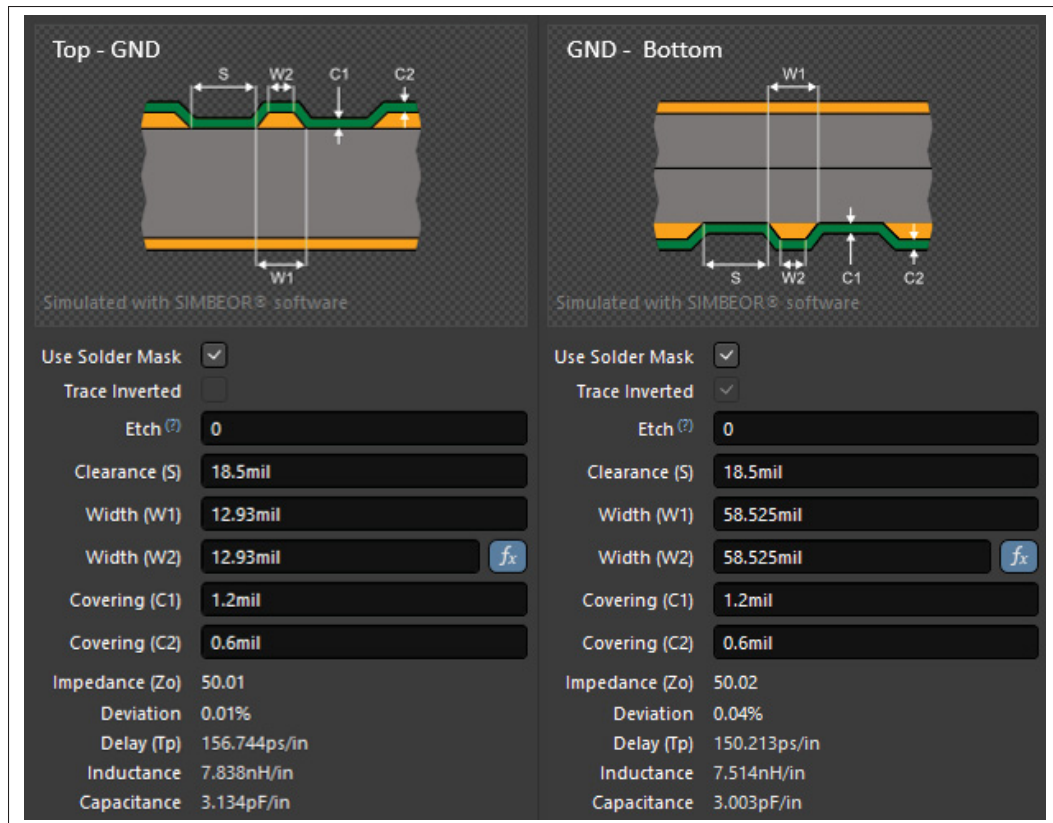 Top - GND
S W2 C1 C2
W1
Simulated with SIMBEOR® software
Use Solder Mask
Trace Inverted
Etch (?) 0
Clearance (S) 18.5mil
Width (W1) 12.93mil
Width (W2) 12.93mil fx
Covering (C1) 1.2mil
Covering (C2) 0.6mil
Impedance (Zo) 50.01
Deviation 0.01%
Delay (Tp) 156.744ps/in
Inductance 7.838nH/in
Capacitance 3.134pF/in
GND - Bottom
W1
S W2 C1 C2
Simulated with SIMBEOR® software
Use Solder Mask
Trace Inverted
Etch (?) 0
Clearance (S) 18.5mil
Width (W1) 58.525mil
Width (W2) 58.525mil fx
Covering (C1) 1.2mil
Covering (C2) 0.6mil
Impedance (Zo) 50.02
Deviation 0.04%
Delay (Tp) 150.213ps/in
Inductance 7.514nH/in
Capacitance 3.003pF/in